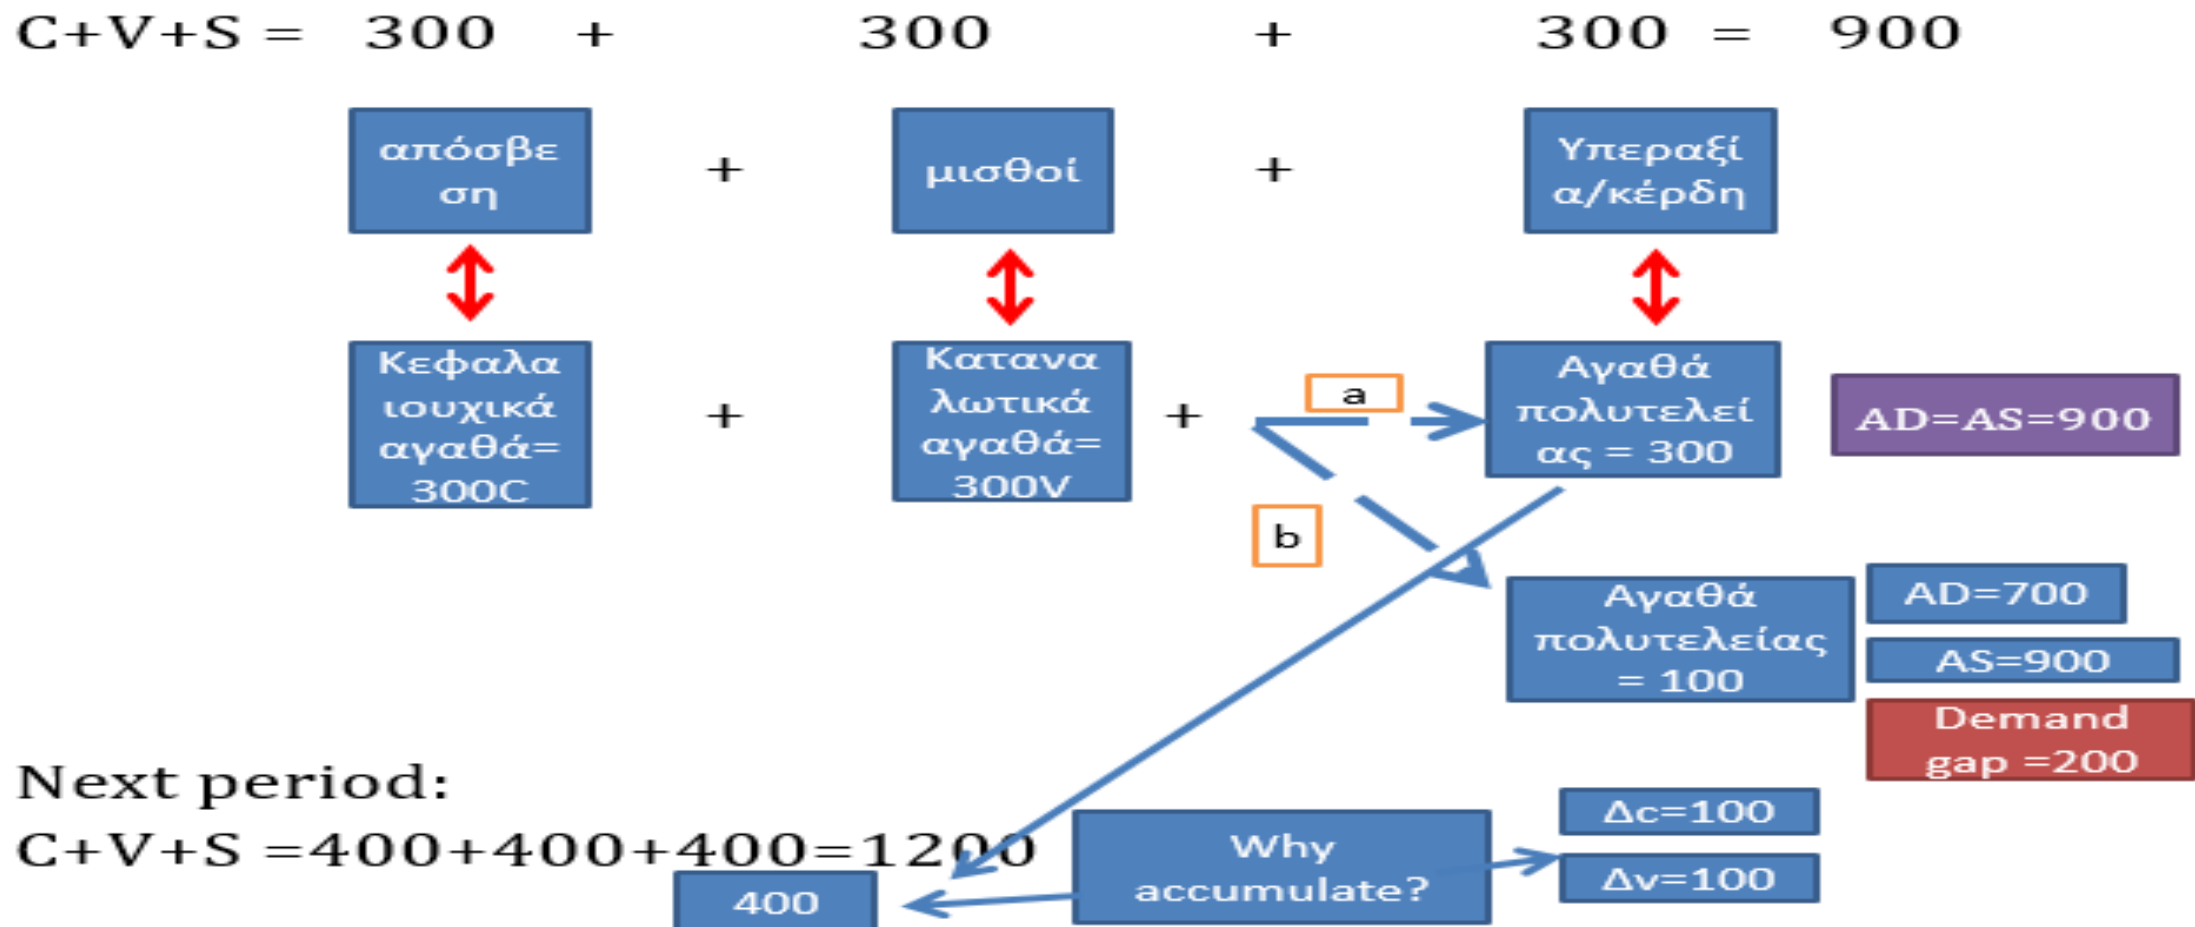 C+V+S = 300 + 300 + 300 = 900
απόσβε
ση
+
μισθοί
+
Υπεραξί
α/κέρδη
Κεφαλα
ιουχικά
αγαθά=
300C
+
Κατανα
λωτικά
αγαθά=
300V
+
a
Αγαθά
πολυτελεί
ας = 300
AD=AS=900
b
Αγαθά
πολυτελείας
= 100
AD=700
AS=900
Demand
gap =200
Next period:
C+V+S =400+400+400=1200
400
Why
accumulate?
Δc=100
Δv=100